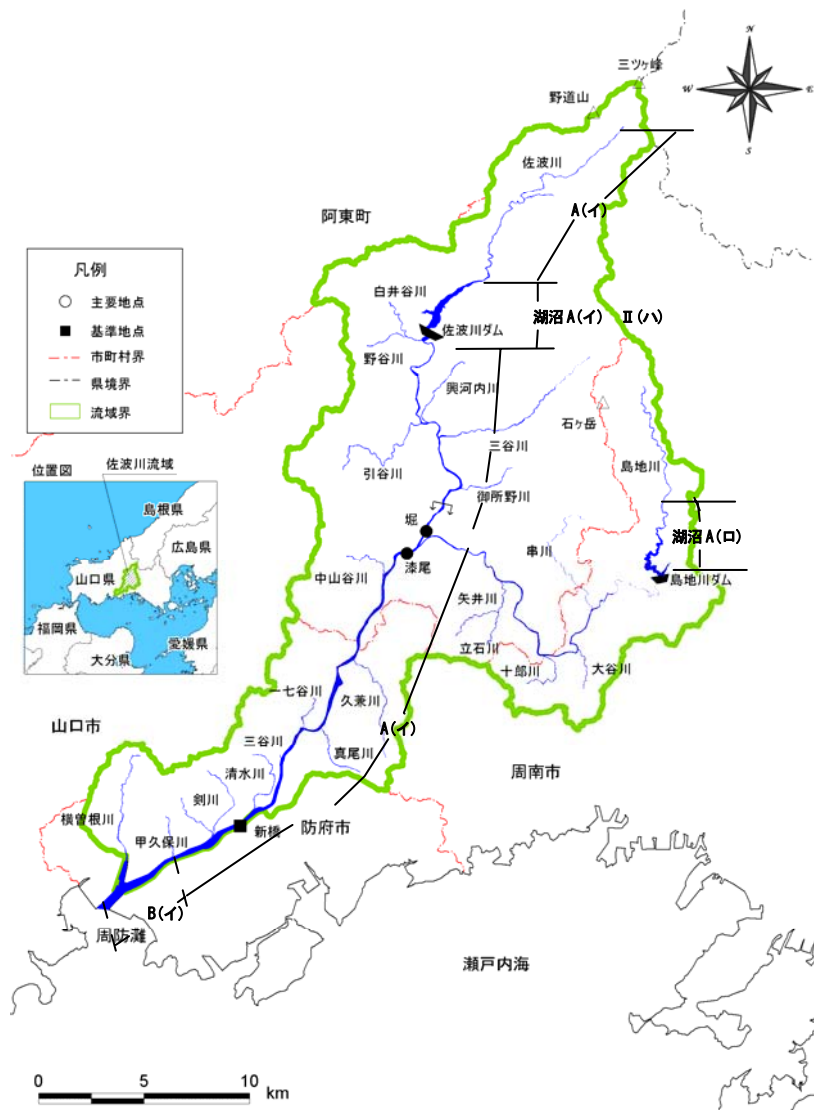 三ツヶ峰
野道山
N
W
E
S
佐波川
A(イ)
阿東町
凡例
主要地点
基準地点
市町村界
県境界
流域界
白井谷川
湖沼 A(イ)
Ⅱ(ハ)
佐波川ダム
野谷川
興河内川
石ヶ岳
三谷川
島地川
引谷川
御所野川
位置図
佐波川流域
島根県
広島県
山口県
福岡県
愛媛県
大分県
堀
漆尾
串川
湖沼 A(ロ)
島地川ダム
中山谷川
矢井川
立石川
十郎川
大谷川
一七谷川
久兼川
A(イ)
山口市
三谷川
真尾川
周南市
清水川
剣川
横曽根川
甲久保川
新橋
防府市
B(イ)
周防灘
瀬戸内海
0
5
10
km